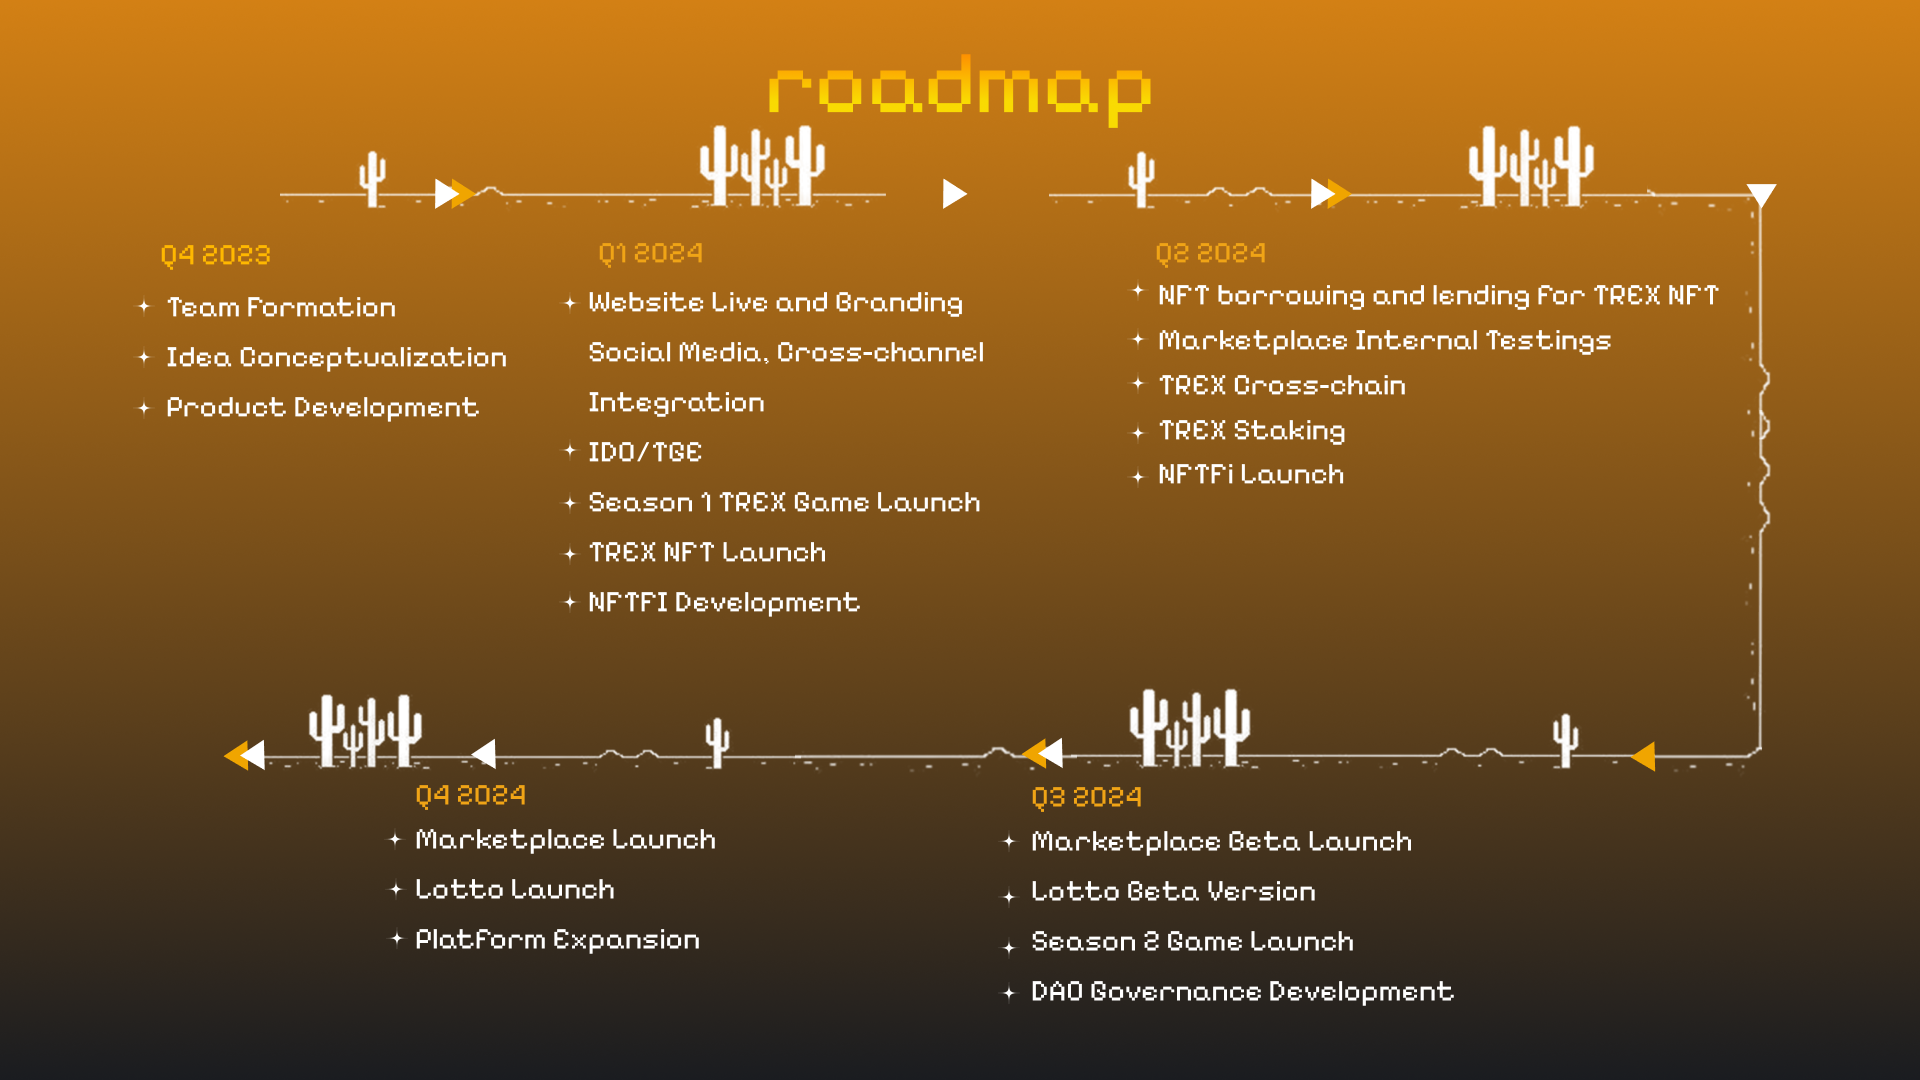 roadmap
Q4 2023
Team Formation
Idea Conceptualization
Product Development
Q1 2024
Website Live and Branding
Social Media, Cross-channel
Integration
IDO/TGE
Season 1 TREX Game Launch
TREX NFT Launch
NFTFI Development
Q2 2024
NFT borrowing and lending for TREX NFT
Marketplace Internal Testings
TREX Cross-chain
TREX Staking
NFTFi Launch
Q3 2024
Marketplace Beta Launch
Lotto Beta Version
Season 2 Game Launch
DAO Governance Development
Q4 2024
Marketplace Launch
Lotto Launch
Platform Expansion